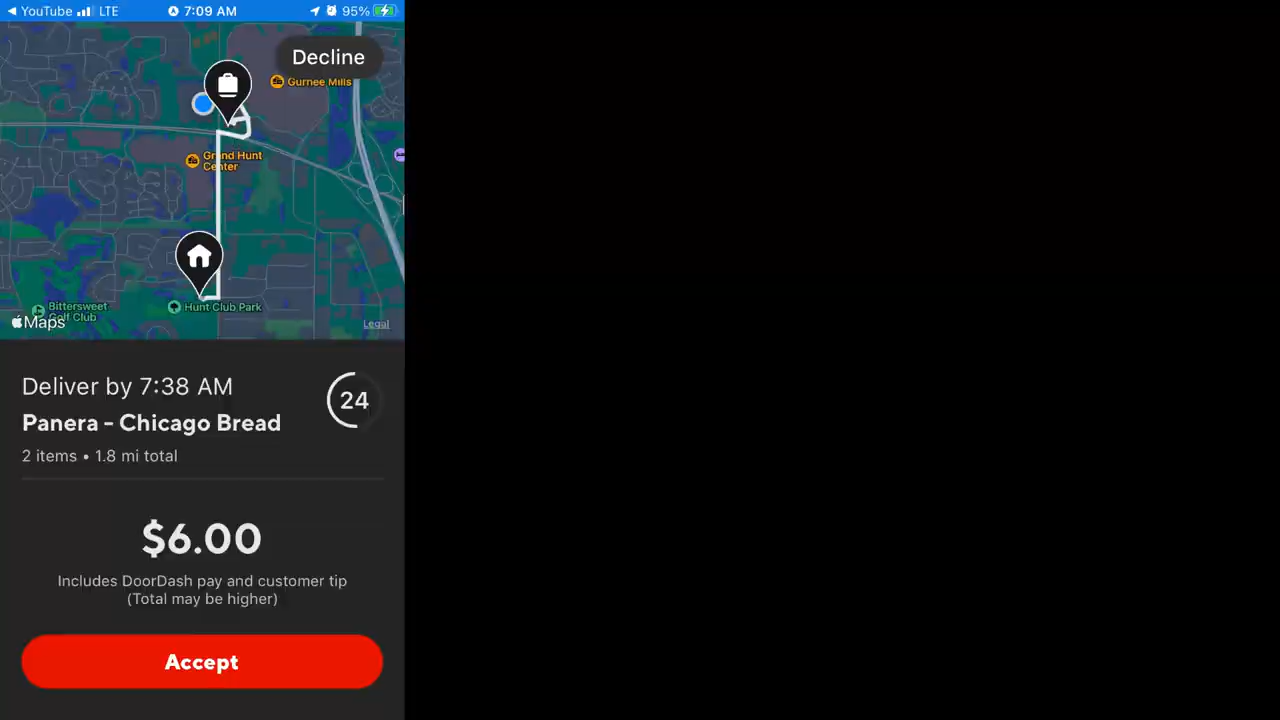 YouTube LTE 7:09 AM 95%
Decline
Gurnee Mills
Grand Hunt
Center
Bittersweet
Golf Club
Hunt Club Park
Maps
Legal
Deliver by 7:38 AM
24
Panera - Chicago Bread
2 items • 1.8 mi total
$6.00
Includes DoorDash pay and customer tip
(Total may be higher)
Accept